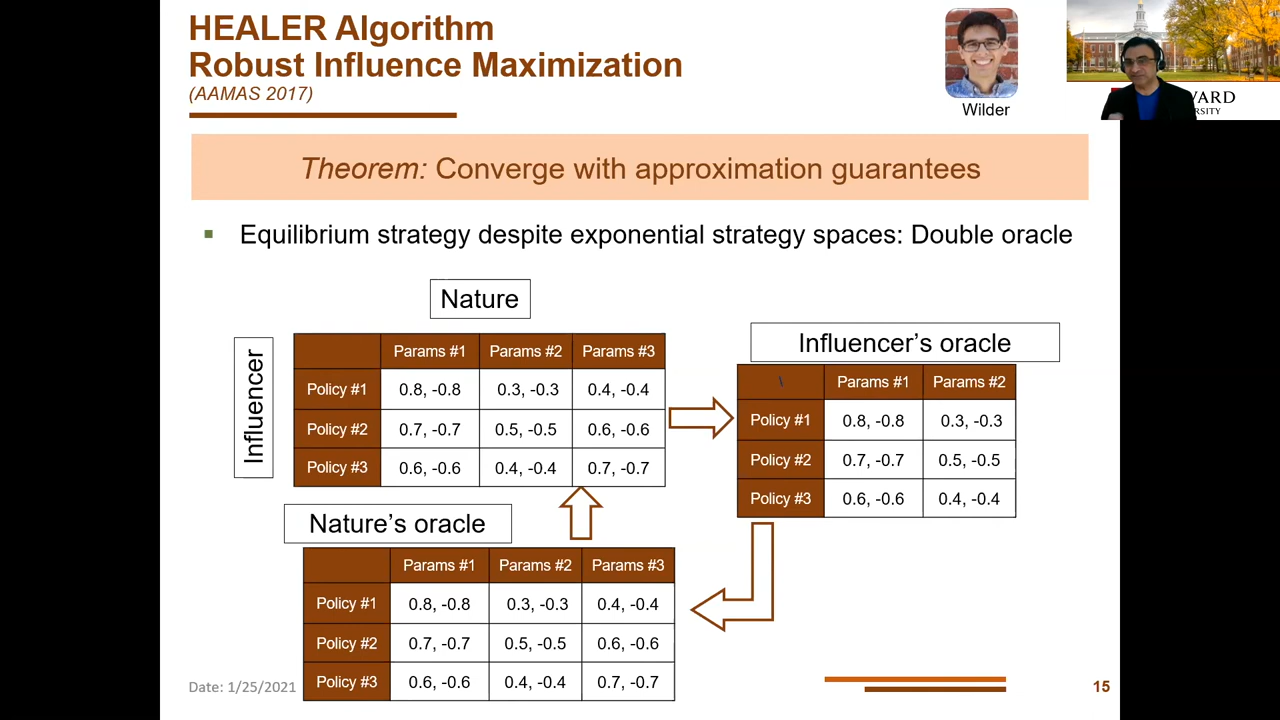 HEALER Algorithm
Robust Influence Maximization
(AAMAS 2017)
Wilder
VARD
RSITY
Theorem: Converge with approximation guarantees
Equilibrium strategy despite exponential strategy spaces: Double oracle
Nature
Influencer
Params #1 Params #2 Params #3
Policy #1 0.8, -0.8 0.3, -0.3 0.4, -0.4
Policy #2 0.7, -0.7 0.5, -0.5 0.6, -0.6
Policy #3 0.6, -0.6 0.4, -0.4 0.7, -0.7
Influencer's oracle
Params #1 Params #2
Policy #1 0.8, -0.8 0.3, -0.3
Policy #2 0.7, -0.7 0.5, -0.5
Policy #3 0.6, -0.6 0.4, -0.4
Nature's oracle
Params #1 Params #2 Params #3
Policy #1 0.8, -0.8 0.3, -0.3 0.4, -0.4
Policy #2 0.7, -0.7 0.5, -0.5 0.6, -0.6
Policy #3 0.6, -0.6 0.4, -0.4 0.7, -0.7
Date: 1/25/2021
15